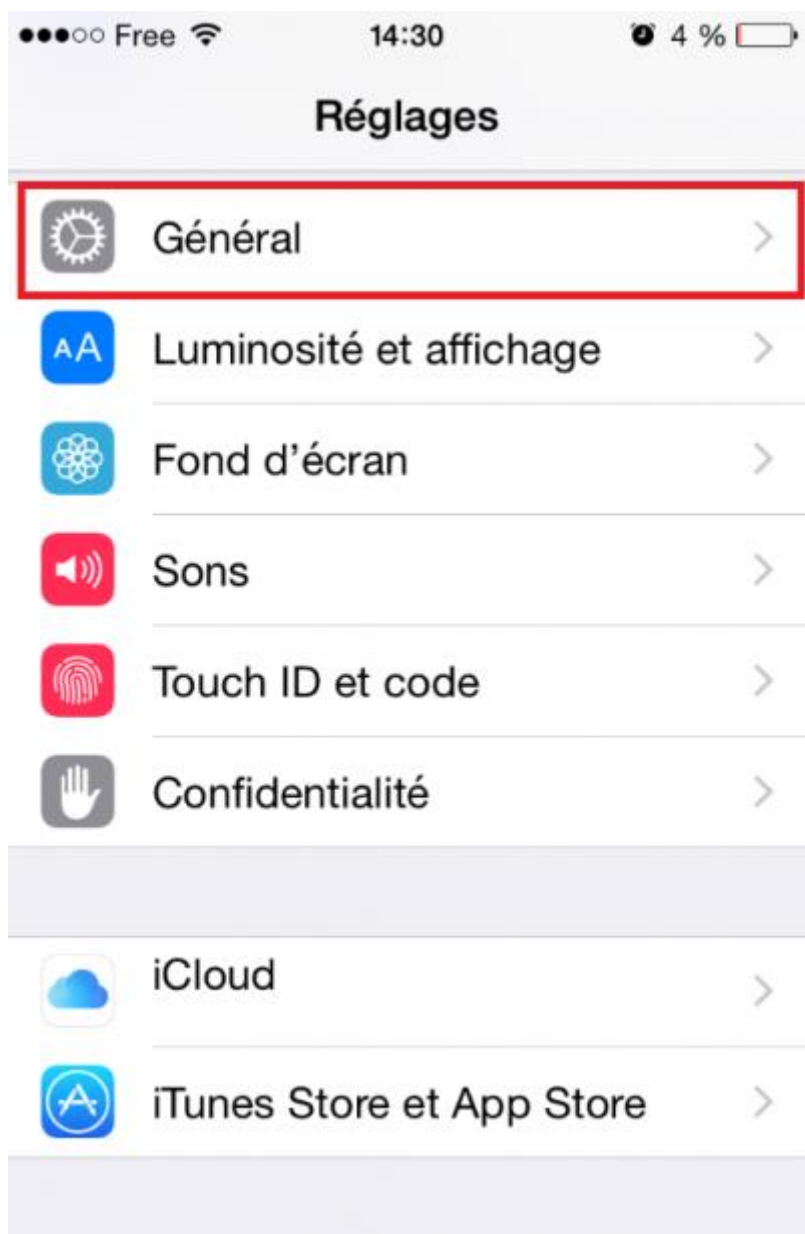 Free 14:30 4 %
Réglages
Général
AA Luminosité et affichage
Fond d’écran
Sons
Touch ID et code
Confidentialité
iCloud
iTunes Store et App Store